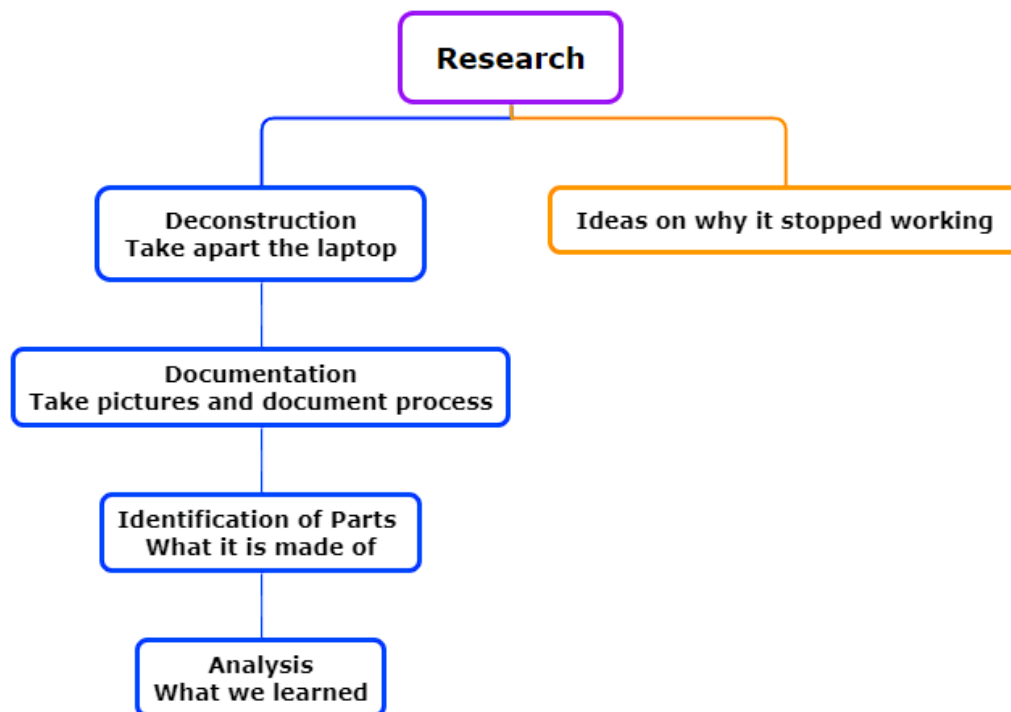 Research
Deconstruction
Take apart the laptop
Ideas on why it stopped working
Documentation
Take pictures and document process
Identification of Parts
What it is made of
Analysis
What we learned